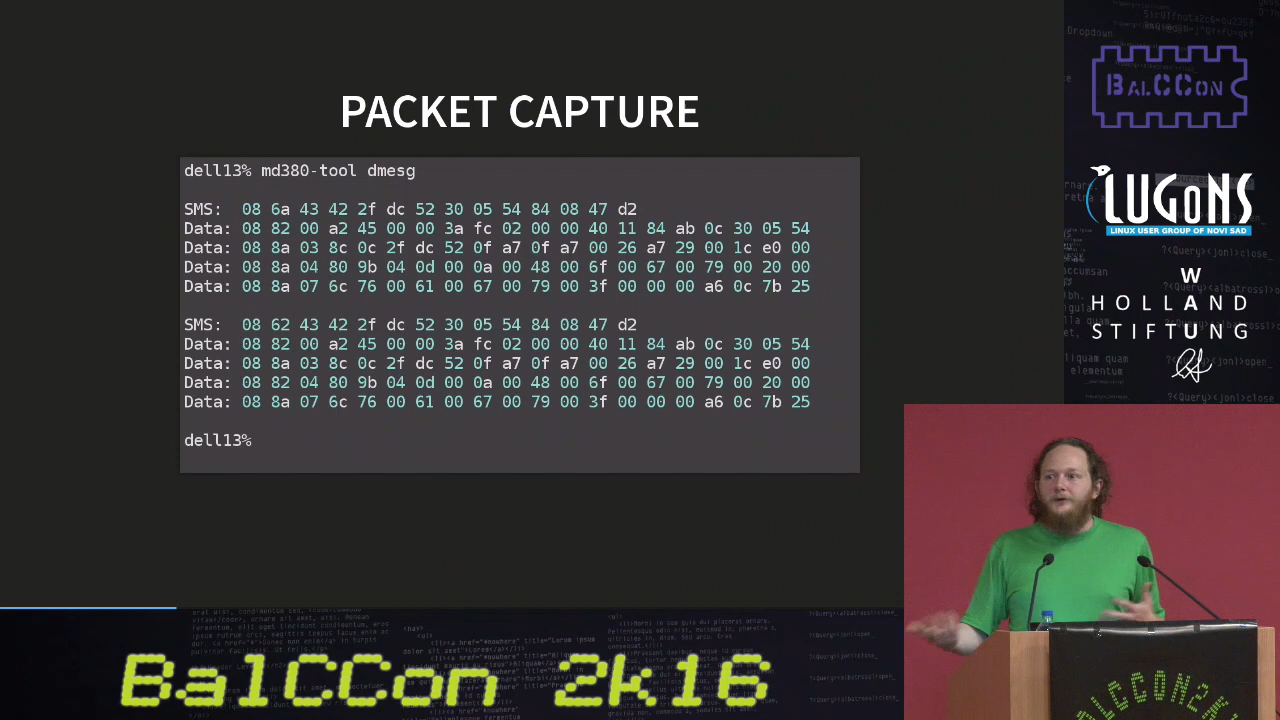 PACKET CAPTURE
dell13% md380-tool dmesg
SMS: 08 6a 43 42 2f dc 52 30 05 54 84 08 47 d2
Data: 08 82 00 a2 45 00 00 3a fc 02 00 00 40 11 84 ab 0c 30 05 54
Data: 08 8a 03 8c 0c 2f dc 52 0f a7 0f a7 00 26 a7 29 00 1c e0 00
Data: 08 8a 04 80 9b 04 0d 00 0a 00 48 00 6f 00 67 00 79 00 20 00
Data: 08 8a 07 6c 76 00 61 00 67 00 79 00 3f 00 00 00 a6 0c 7b 25
SMS: 08 62 43 42 2f dc 52 30 05 54 84 08 47 d2
Data: 08 82 00 a2 45 00 00 3a fc 02 00 00 40 11 84 ab 0c 30 05 54
Data: 08 8a 03 8c 0c 2f dc 52 0f a7 0f a7 00 26 a7 29 00 1c e0 00
Data: 08 82 04 80 9b 04 0d 00 0a 00 48 00 6f 00 67 00 79 00 20 00
Data: 08 8a 07 6c 76 00 61 00 67 00 79 00 3f 00 00 00 a6 0c 7b 25
dell13%
BalCCon
LUGoNS
LINUX USER GROUP OF NOVI SAD
W
HOLLAND
STIFTUNG
BalCCon 2k16